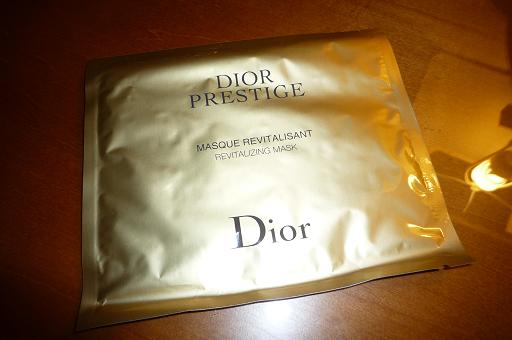 DIOR
PRESTIGE
MASQUE REVITALISANT
REVITALIZING MASK
Dior